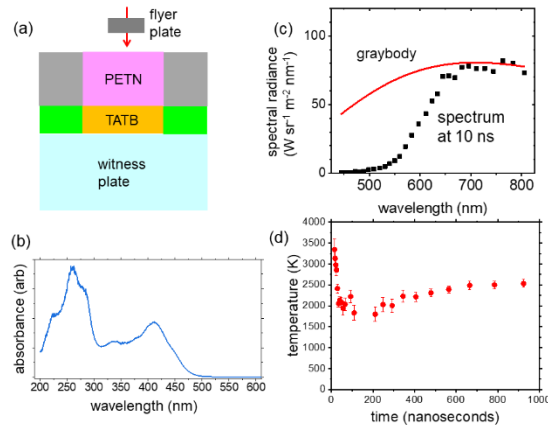 (a)
flyer
plate
PETN
TATB
witness
plate
(b)
absorbance (arb)
200 250 300 350 400 450 500 550 600
wavelength (nm)
(c)
spectral radiance
(W sr⁻¹ m⁻² nm⁻¹)
100
50
0
graybody
spectrum
at 10 ns
500 600 700 800
wavelength (nm)
(d)
temperature (K)
4000
3500
3000
2500
2000
1500
1000
500
0
0 200 400 600 800 1000
time (nanoseconds)